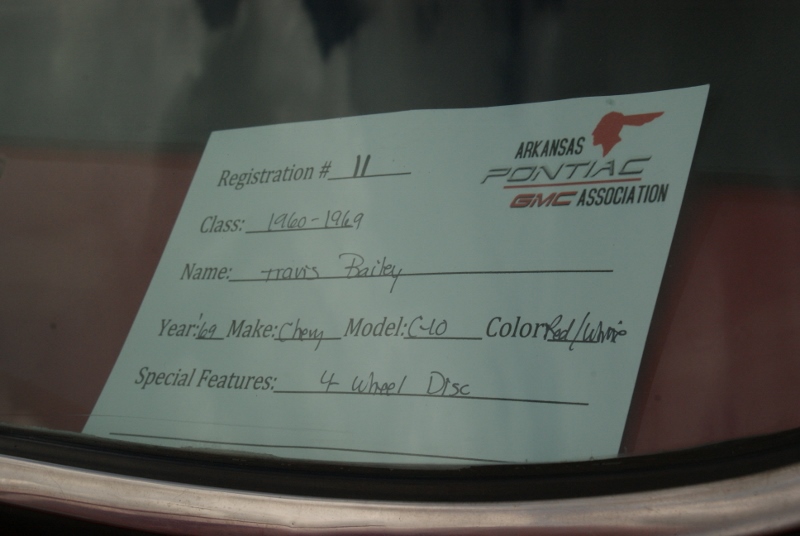 ARKANSAS
PONTIAC
GMC ASSOCIATION
Registration # 11
Class: 1960-1969
Name: Travis Bailey
Year: '69 Make: Chevy Model: C-10 Color: Red/White
Special Features: 4 Wheel Disc